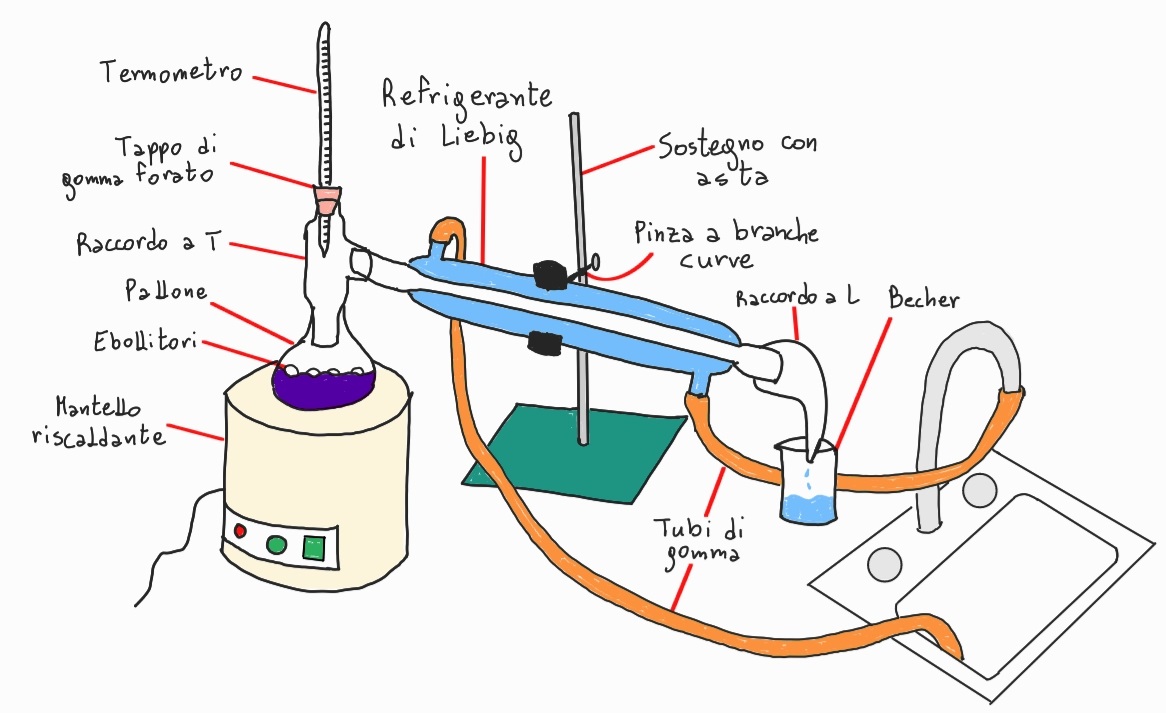 Termometro
Tappo di
gomma forato
Raccordo a T
Pallone
Ebollitori
Mantello
riscaldante
Refrigerante
di Liebig
Sostegno con
asta
Pinza a branche
curve
Raccordo a L
Becher
Tubi di
gomma